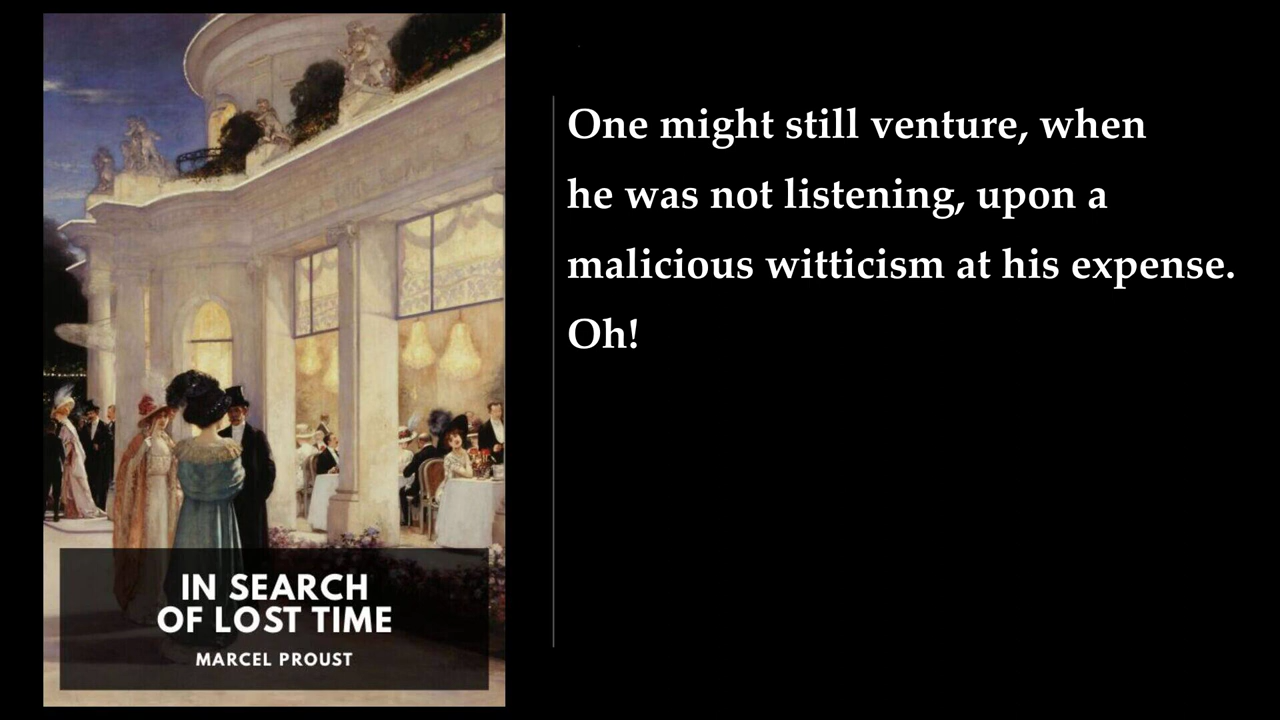 One might still venture, when
he was not listening, upon a
malicious witticism at his expense.
Oh!
IN SEARCH
OF LOST TIME
MARCEL PROUST